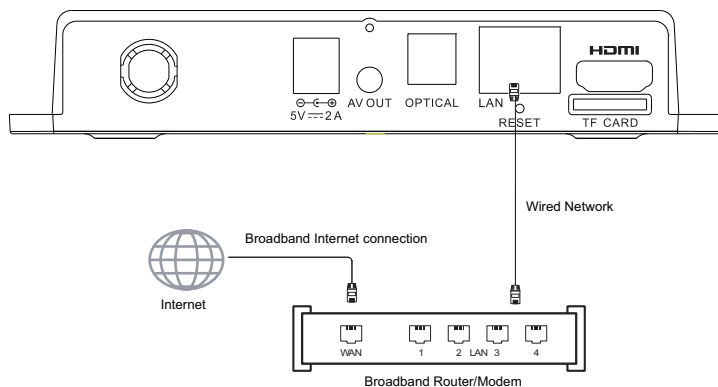 HDMI
AV OUT OPTICAL LAN
5V 2A
RESET TF CARD
Wired Network
Broadband Internet connection
Internet
WAN 1 2 LAN 3 4
Broadband Router/Modem